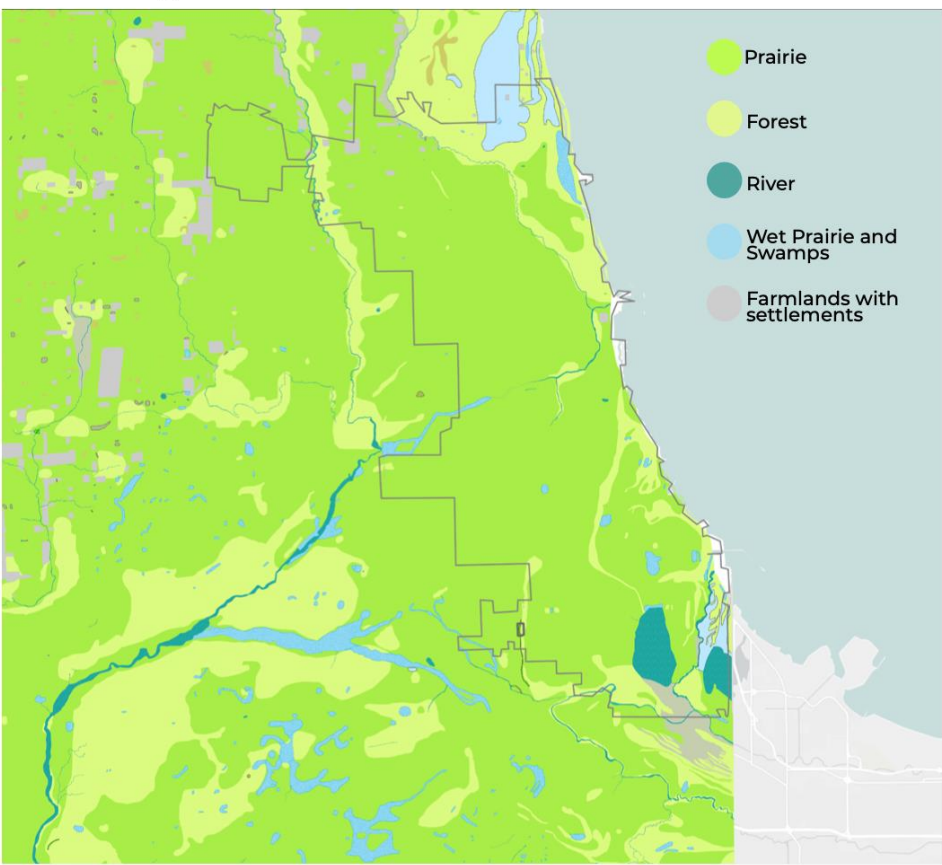 Prairie
Forest
River
Wet Prairie and
Swamps
Farmlands with
settlements